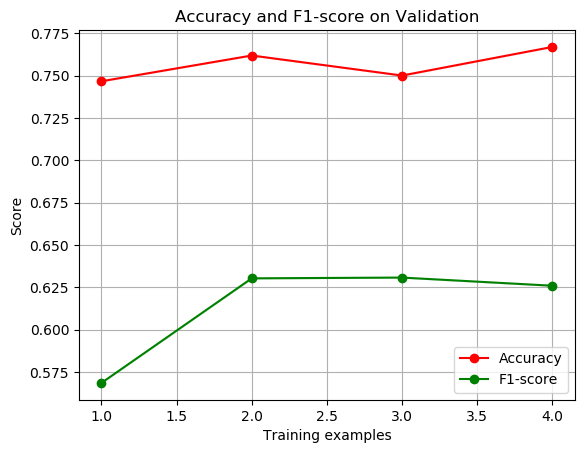 Accuracy and F1-score on Validation
0.775
0.750
0.725
0.700
0.675
0.650
0.625
0.600
0.575
Score
1.0 1.5 2.0 2.5 3.0 3.5 4.0
Training examples
Accuracy
F1-score